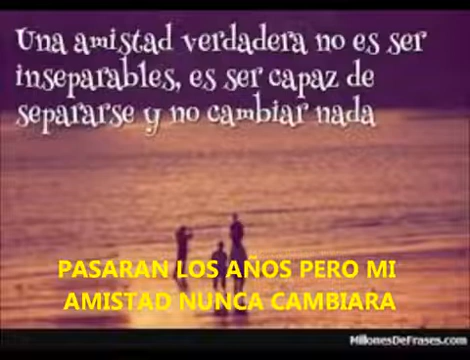 Una amistad verdadera no es ser
inseparables, es ser capaz de
separarse y no cambiar nada
PASARAN LOS AÑOS PERO MI
AMISTAD NUNCA CAMBIARA
MillonesDeFrases.com